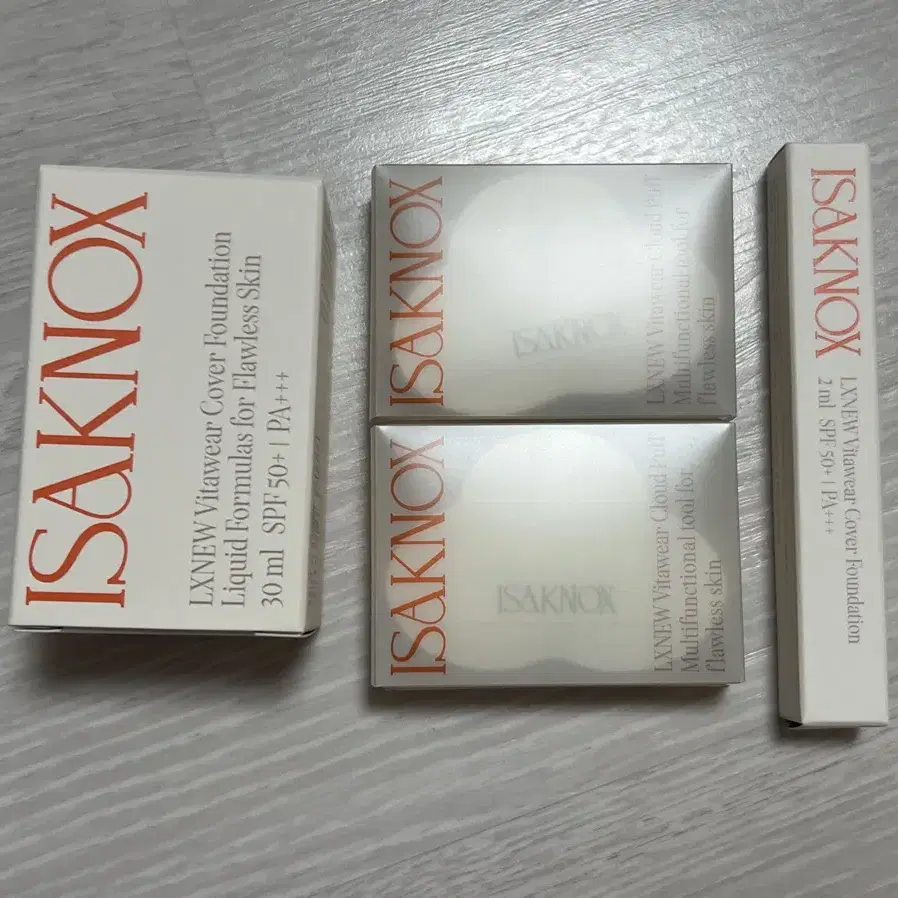 ISAKNOX
LXNEW Vitawear Cover Foundation
Liquid Formulas for Flawless Skin
30 ml SPF 50+ | PA+++
ISAKNOX
ISAKNOX
LXNEW Vitawear Cloud Puff
Multifunctional tool for
flawless skin
ISAKNOX
ISAKNOX
LXNEW Vitawear Cloud Puff
Multifunctional tool for
flawless skin
ISAKNOX
LXNEW Vitawear Cover Foundation
2 ml SPF 50+ | PA+++